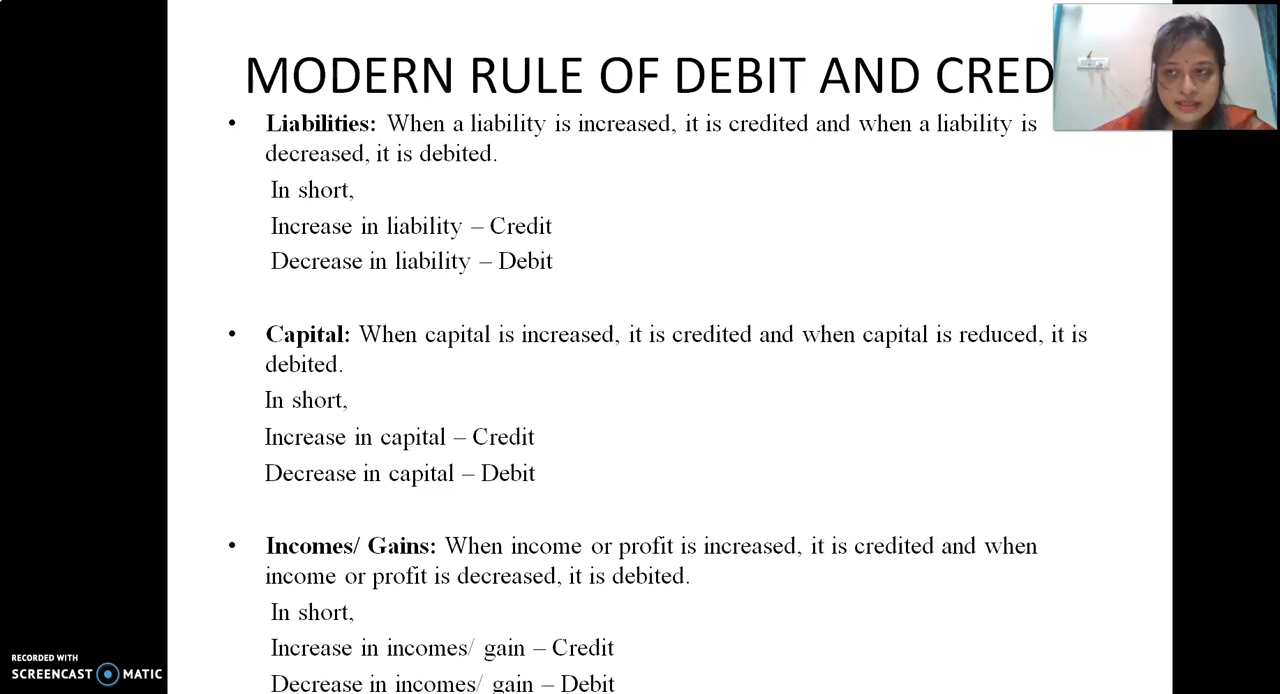 MODERN RULE OF DEBIT AND CRED
• Liabilities: When a liability is increased, it is credited and when a liability is
decreased, it is debited.
In short,
Increase in liability – Credit
Decrease in liability – Debit
• Capital: When capital is increased, it is credited and when capital is reduced, it is
debited.
In short,
Increase in capital – Credit
Decrease in capital – Debit
• Incomes/ Gains: When income or profit is increased, it is credited and when
income or profit is decreased, it is debited.
In short,
Increase in incomes/ gain – Credit
Decrease in incomes/ gain – Debit
RECORDED WITH
SCREENCAST MATIC